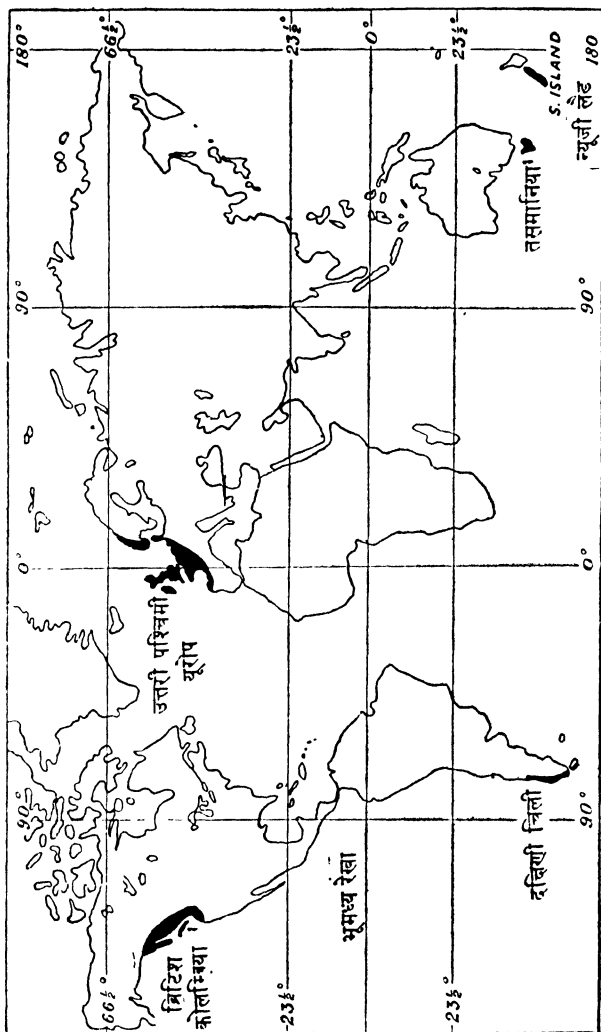 90° 0° 90° 180°
66½° 66½°
ब्रिटिश
कोलम्बिया
उत्तरी पश्चिमी
यूरोप
23½° 23½°
भूमध्य रेखा
0°
23½° 23½°
दक्षिणी चिली
तसमानिया
S. ISLAND
न्यूजी लैंड
90° 0° 90° 180